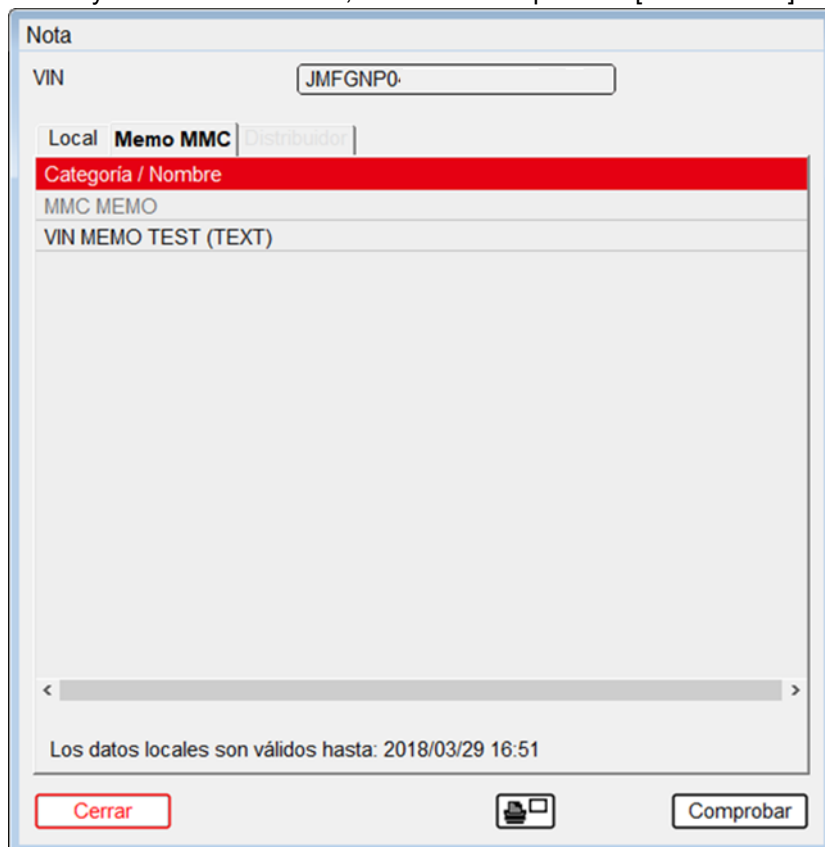 Nota
VIN JMFGNP0
Local Memo MMC Distribuidor
Categoría / Nombre
MMC MEMO
VIN MEMO TEST (TEXT)
Los datos locales son válidos hasta: 2018/03/29 16:51
Cerrar Comprobar